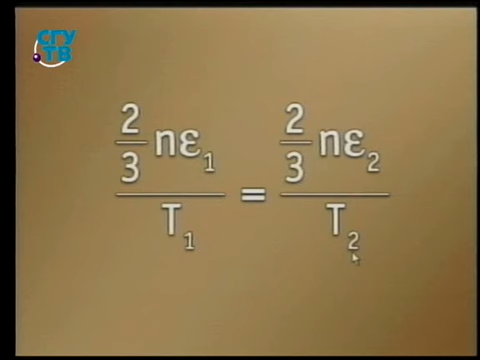 СГУ
ТВ
2/3 nε₁ / T₁ = 2/3 nε₂ / T₂